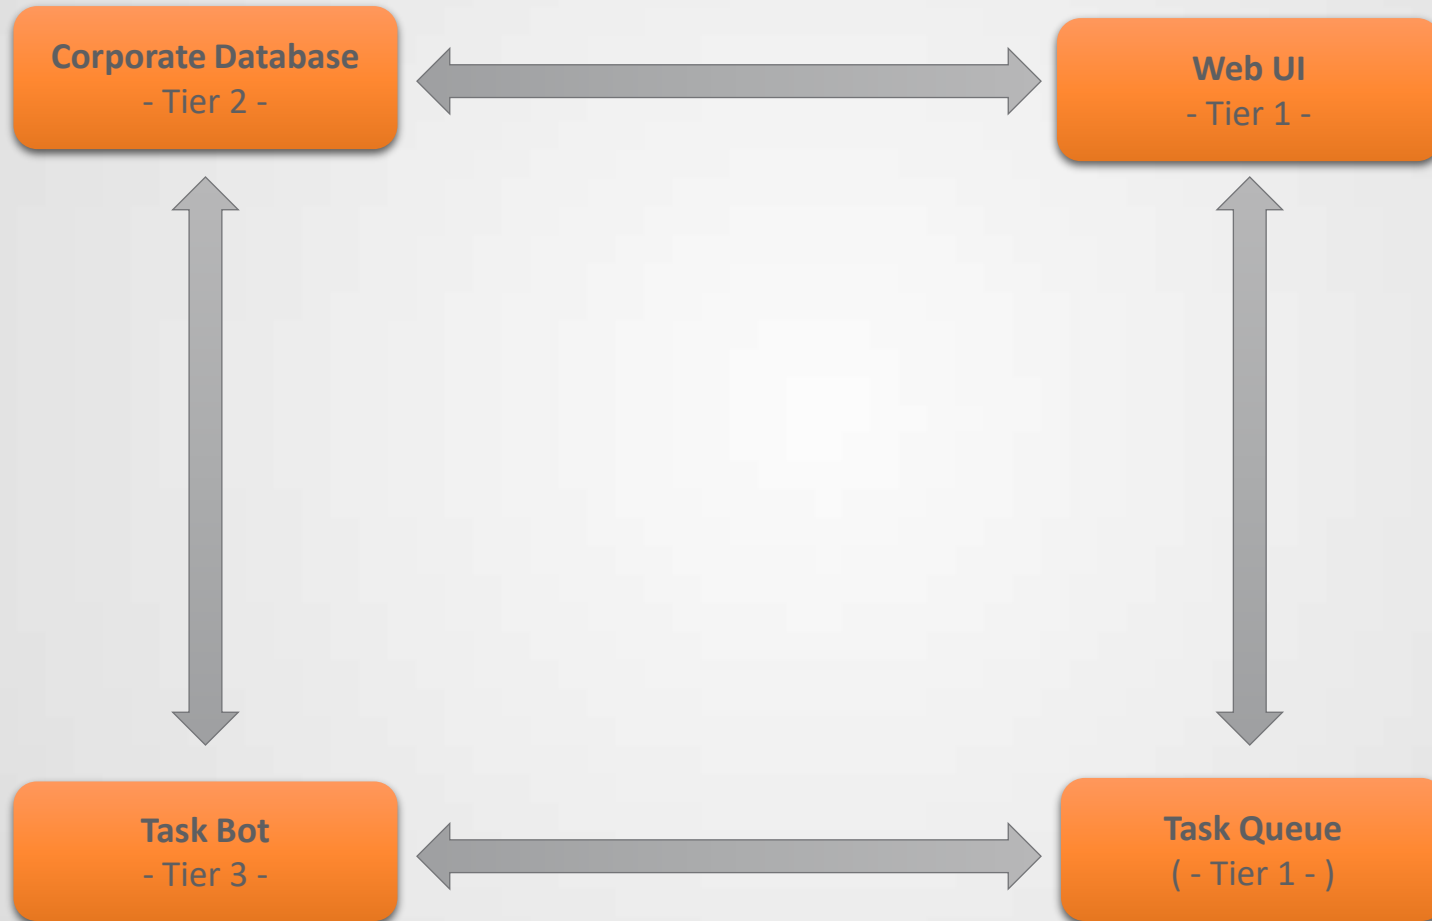 Corporate Database
- Tier 2 -
Web UI
- Tier 1 -
Task Bot
- Tier 3 -
Task Queue
( - Tier 1 - )